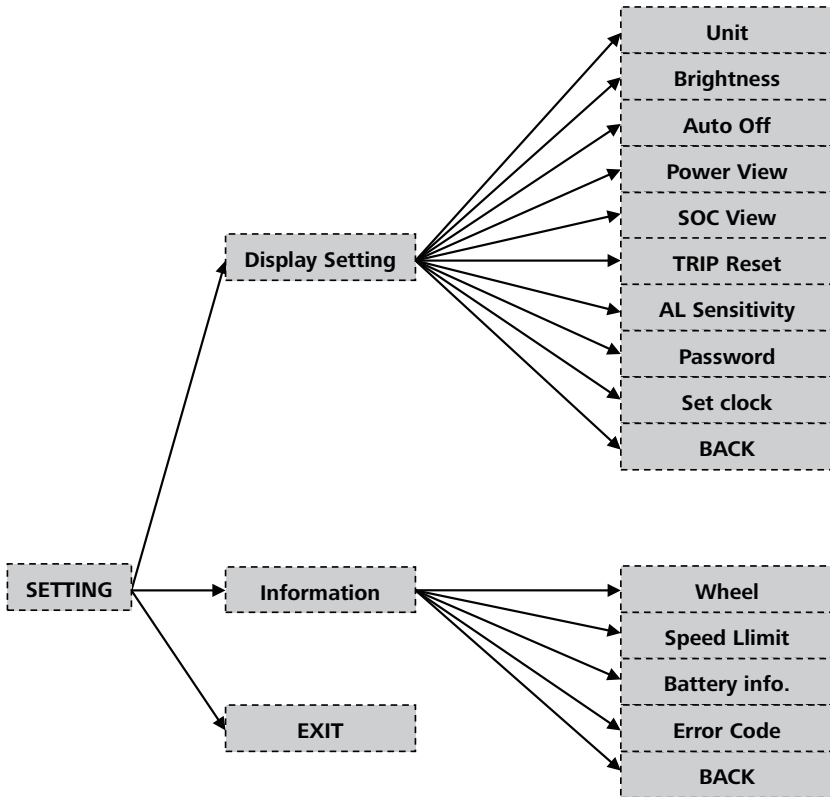 Unit
Brightness
Auto Off
Power View
Display Setting
SOC View
TRIP Reset
AL Sensitivity
Password
Set clock
BACK
SETTING
Information
Wheel
Speed Llimit
Battery info.
EXIT
Error Code
BACK